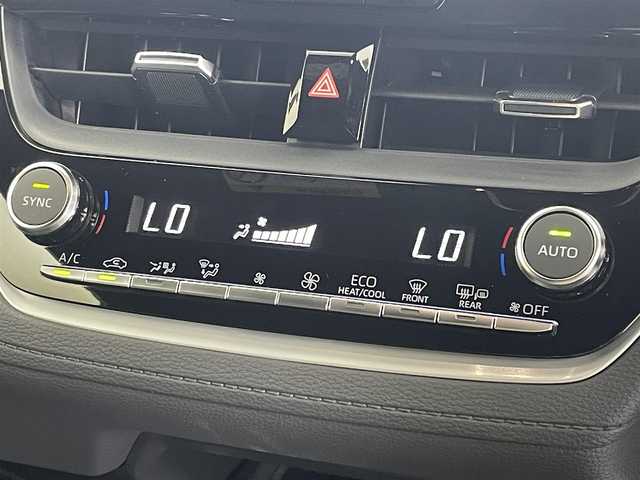 SYNC
LO
LO
AUTO
A/C
ECO
HEAT/COOL
FRONT
REAR
OFF